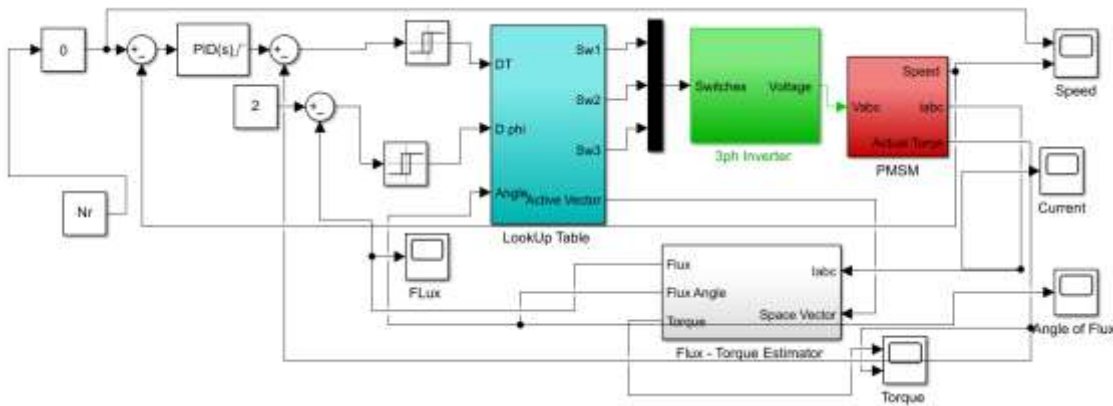 0
+
−
PID(s)
+
−
2
+
−
Nr
DT
D phi
Angle
Sw1
Sw2
Sw3
Active Vector
LookUp Table
Switches
Voltage
3ph Inverter
Vabc
Speed
Iabc
Actual Torqe
PMSM
Speed
Current
FLux
Flux
Flux Angle
Torque
Iabc
Space Vector
Flux - Torque Estimator
Angle of Flux
Torque